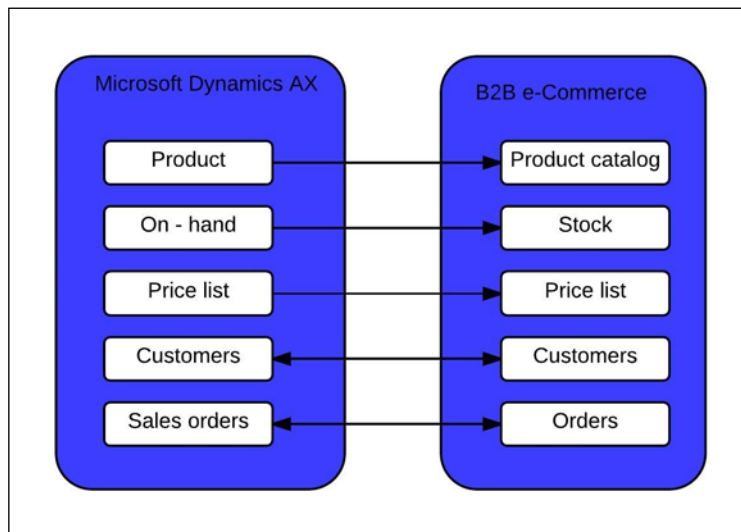 Microsoft Dynamics AX
B2B e-Commerce
Product
Product catalog
On - hand
Stock
Price list
Price list
Customers
Customers
Sales orders
Orders